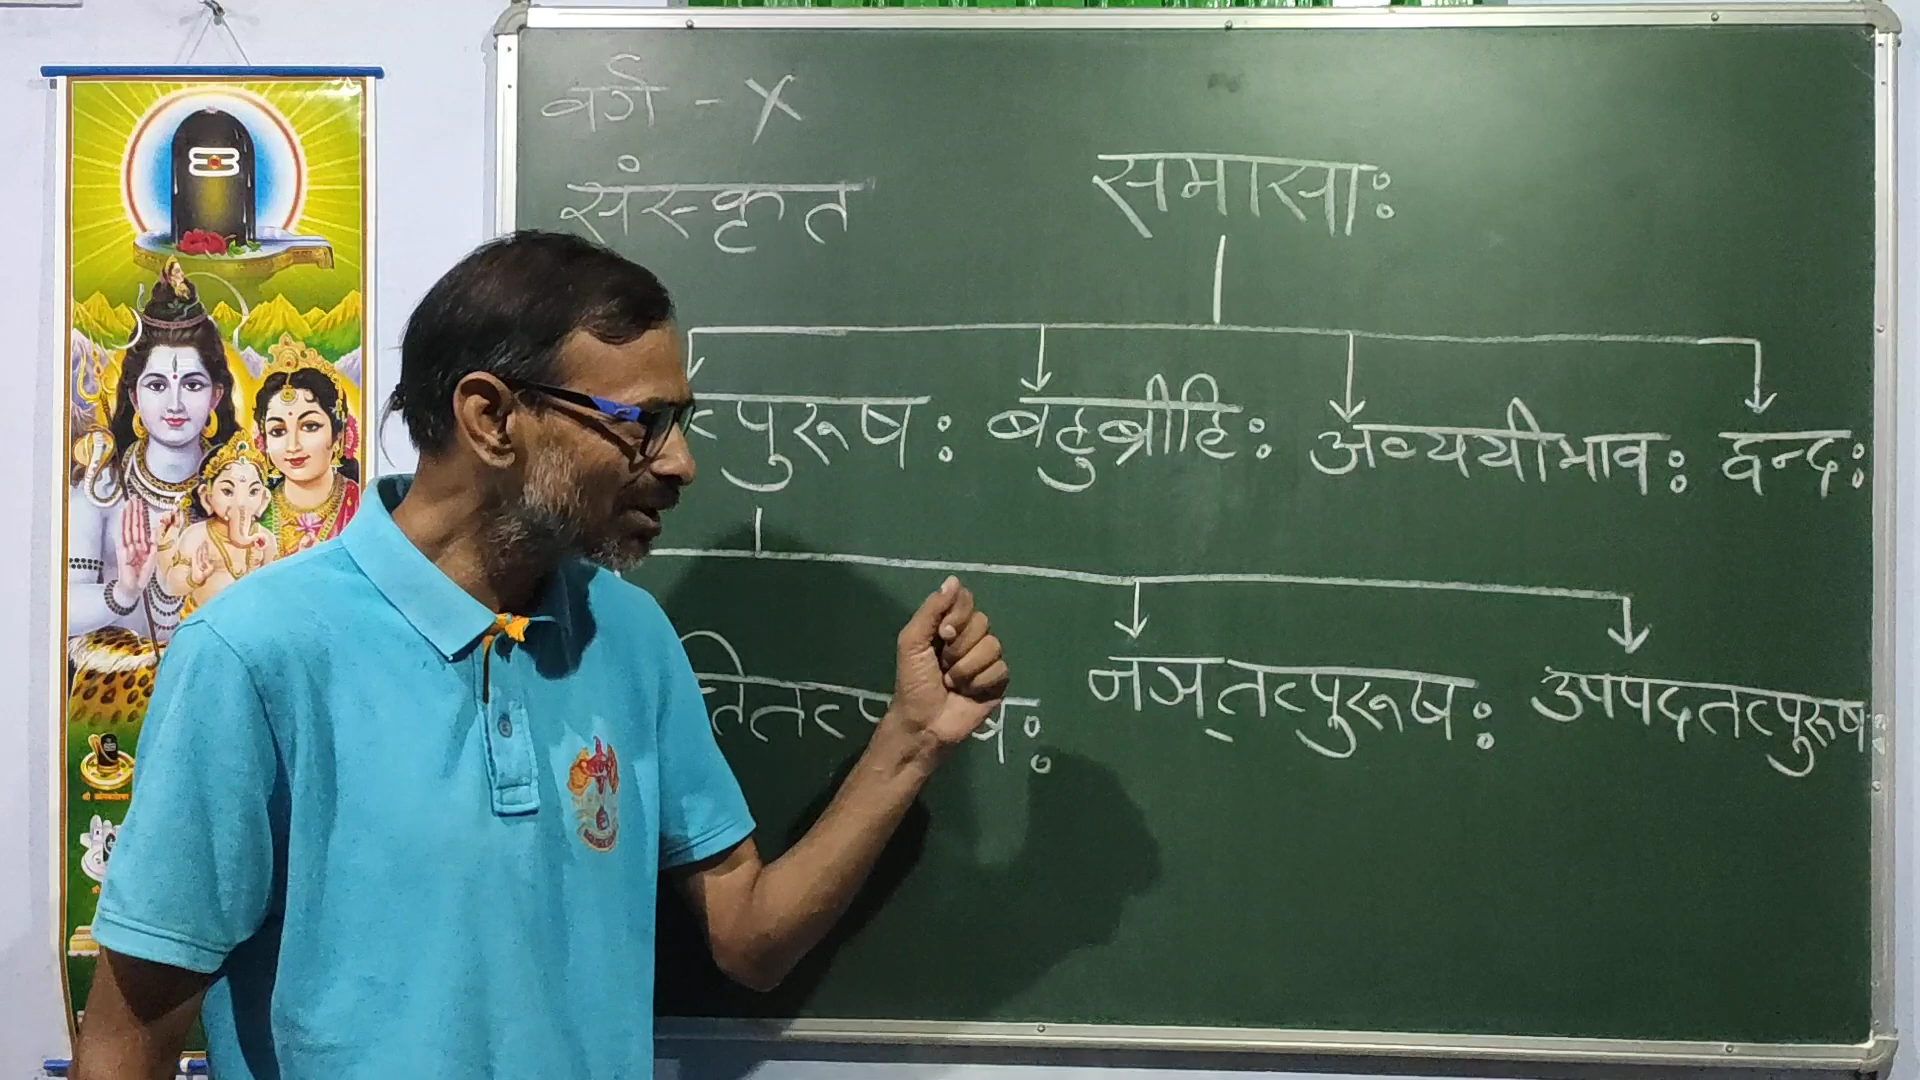 वर्ग - X
संस्कृत
समासाः
त्पुरूषः बहुब्रीहिः अव्ययीभावः द्वन्दः
नञ्तत्पुरूषः उपपदतत्पुरूषः